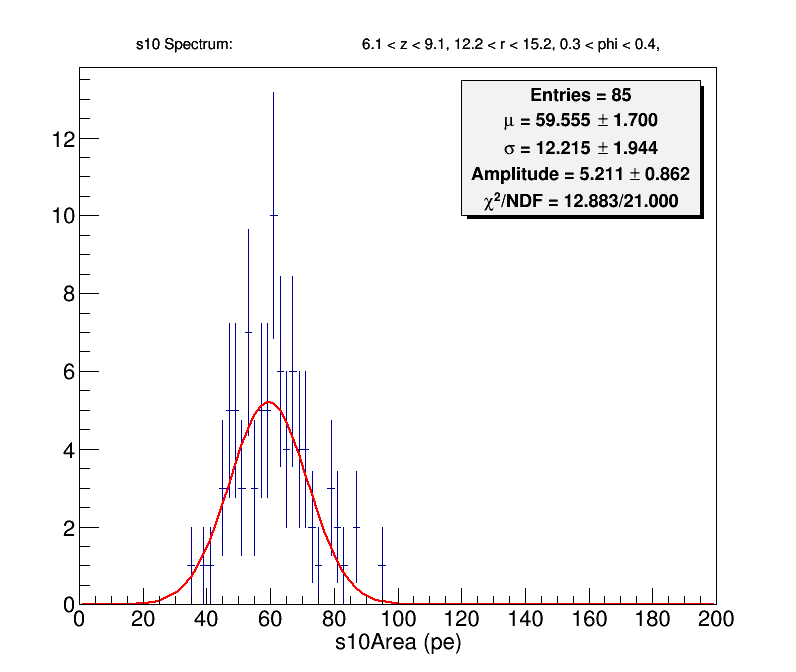 s10 Spectrum: 6.1 < z < 9.1, 12.2 < r < 15.2, 0.3 < phi < 0.4,
Entries = 85
μ = 59.555 ± 1.700
σ = 12.215 ± 1.944
Amplitude = 5.211 ± 0.862
χ²/NDF = 12.883/21.000
12
10
8
6
4
2
0
0 20 40 60 80 100 120 140 160 180 200
s10Area (pe)